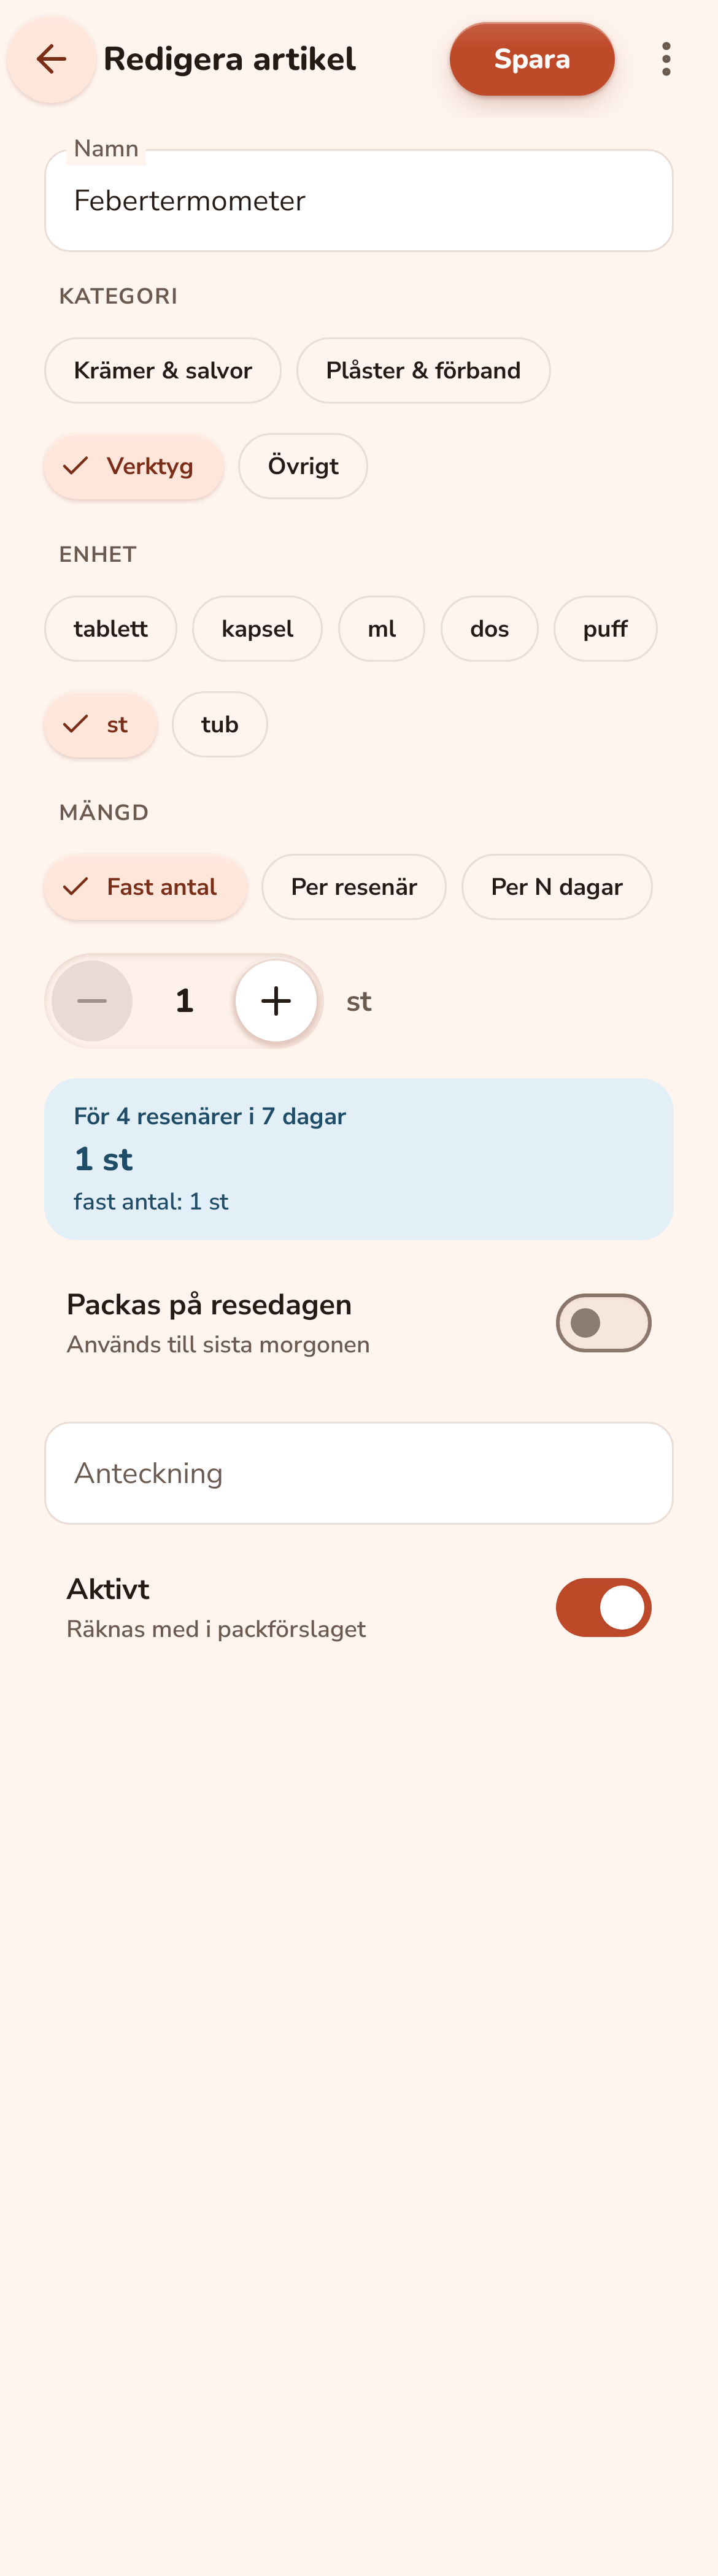 Redigera artikel
Spara
Namn
Febertermometer
KATEGORI
Krämer & salvor
Plåster & förband
Verktyg
Övrigt
ENHET
tablett
kapsel
ml
dos
puff
st
tub
MÄNGD
Fast antal
Per resenär
Per N dagar
1
st
För 4 resenärer i 7 dagar
1 st
fast antal: 1 st
Packas på resedagen
Används till sista morgonen
Anteckning
Aktivt
Räknas med i packförslaget